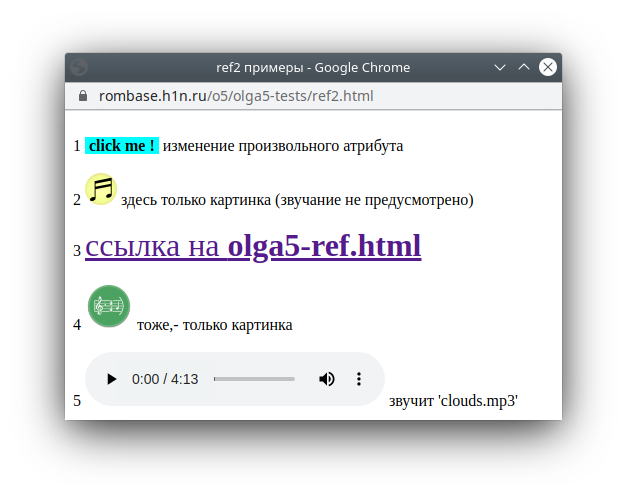 ref2 примеры - Google Chrome
rombase.h1n.ru/o5/olga5-tests/ref2.html
1 click me ! изменение произвольного атрибута
2 здесь только картинка (звучание не предусмотрено)
3 ссылка на olga5-ref.html
4 тоже,- только картинка
0:00 / 4:13
5 звучит 'clouds.mp3'